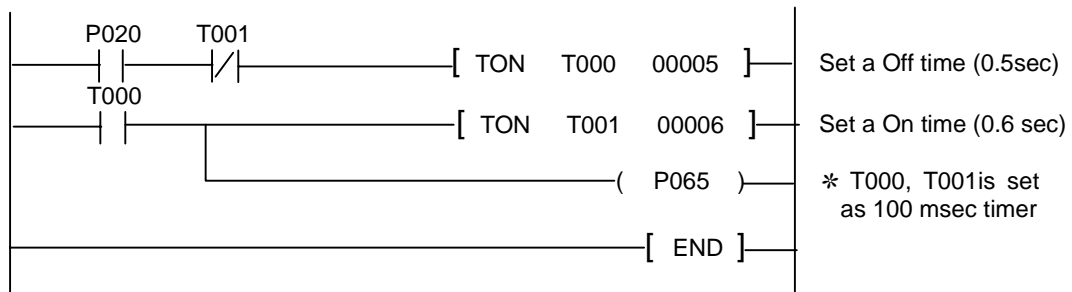 P020 T001
[ TON T000 00005 ] Set a Off time (0.5sec)
T000
[ TON T001 00006 ] Set a On time (0.6 sec)
( P065 ) * T000, T001is set
as 100 msec timer
[ END ]